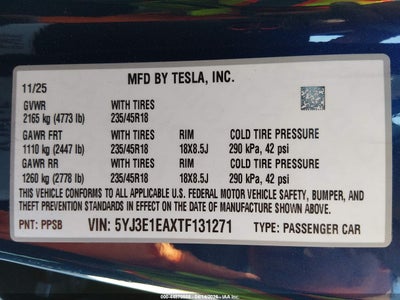 MFD BY TESLA, INC.
11/25
GVWR WITH TIRES
2165 kg (4773 lb) 235/45R18
GAWR FRT WITH TIRES RIM COLD TIRE PRESSURE
1110 kg (2447 lb) 235/45R18 18X8.5J 290 kPa, 42 psi
GAWR RR WITH TIRES RIM COLD TIRE PRESSURE
1260 kg (2778 lb) 235/45R18 18X8.5J 290 kPa, 42 psi
THIS VEHICLE CONFORMS TO ALL APPLICABLE U.S. FEDERAL MOTOR VEHICLE SAFETY, BUMPER, AND
THEFT PREVENTION STANDARDS IN EFFECT ON THE DATE OF MANUFACTURE SHOWN ABOVE.
PNT: PPSB VIN: 5YJ3E1EAXTF131271 TYPE: PASSENGER CAR